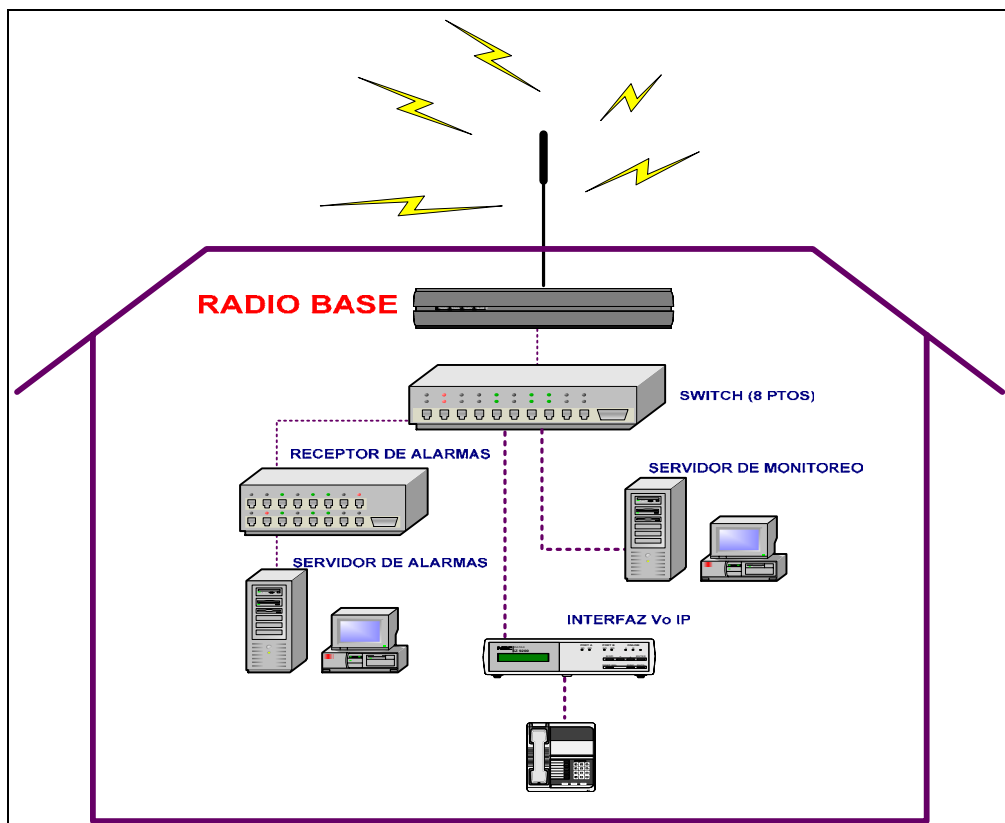 RADIO BASE
SWITCH (8 PTOS)
RECEPTOR DE ALARMAS
SERVIDOR DE MONITOREO
SERVIDOR DE ALARMAS
INTERFAZ Vo IP